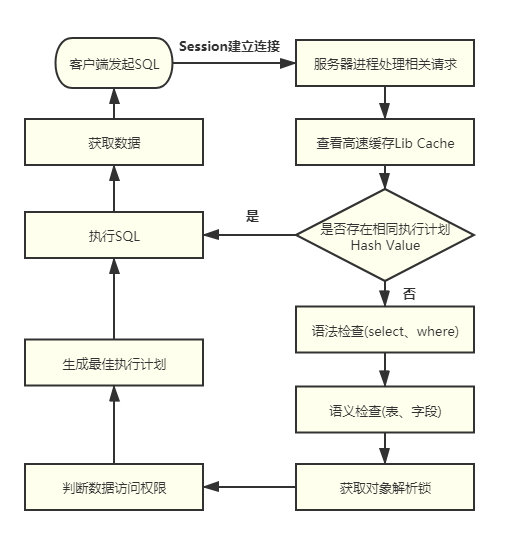 客户端发起SQL
Session建立连接
服务器进程处理相关请求
查看高速缓存Lib Cache
是否存在相同执行计划
Hash Value
是
否
语法检查(select、where)
语义检查(表、字段)
获取对象解析锁
判断数据访问权限
生成最佳执行计划
执行SQL
获取数据